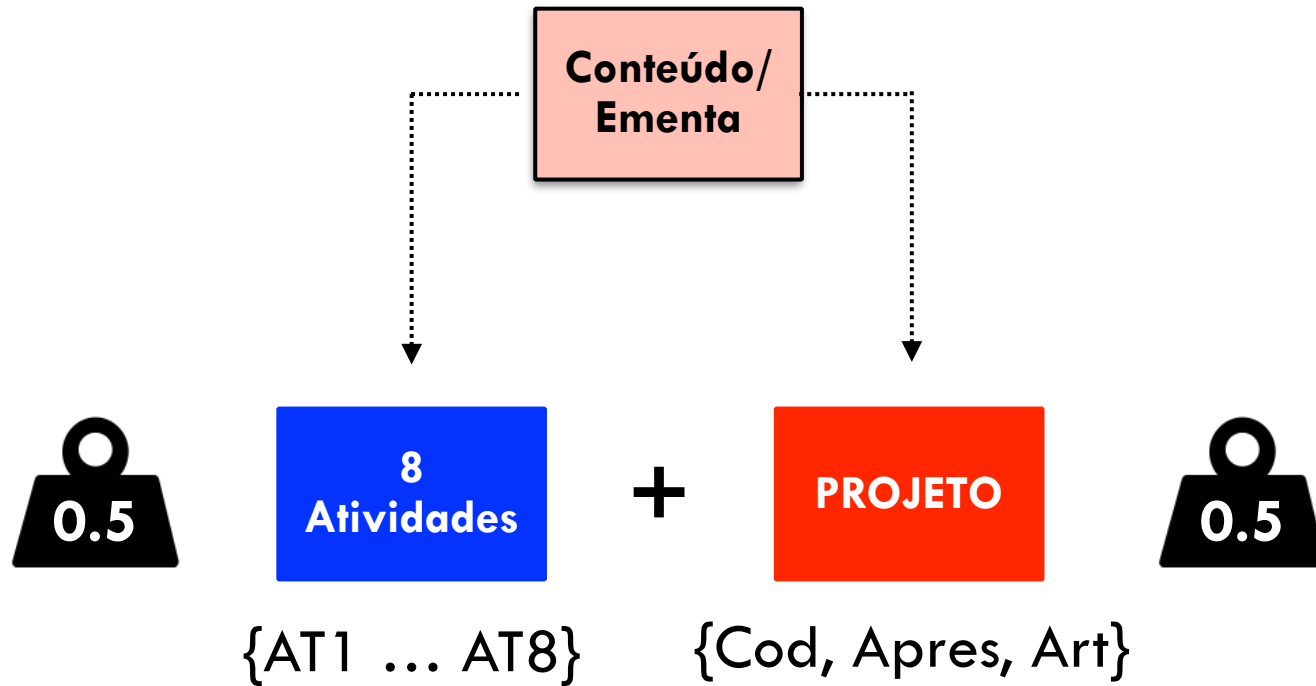 Conteúdo/
Ementa
0.5
8
Atividades
+
PROJETO
0.5
{AT1 ... AT8}
{Cod, Apres, Art}